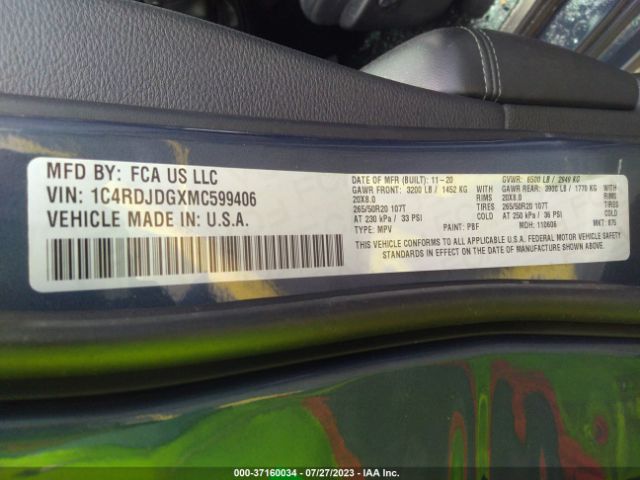 MFD BY: FCA US LLC
VIN: 1C4RDJDGXMC599406
VEHICLE MADE IN: U.S.A.
DATE OF MFR (BUILT): 11-20 GVWR: 6500 LB / 2949 KG
GAWR FRONT: 3200 LB / 1452 KG WITH GAWR REAR: 3900 LB / 1770 KG WITH
20X8.0 RIMS 20X8.0 RIMS
265/50R20 107T TIRES 265/50R20 107T TIRES
AT 230 kPa / 33 PSI COLD AT 250 kPa / 36 PSI COLD
TYPE: MPV PAINT: PBF MDH: 110606 MKT: 675
THIS VEHICLE CONFORMS TO ALL APPLICABLE U.S.A. FEDERAL MOTOR VEHICLE SAFETY
STANDARDS IN EFFECT ON THE DATE OF MANUFACTURE SHOWN ABOVE.
000-37160034 / 07/27/2023 / IAA Inc.